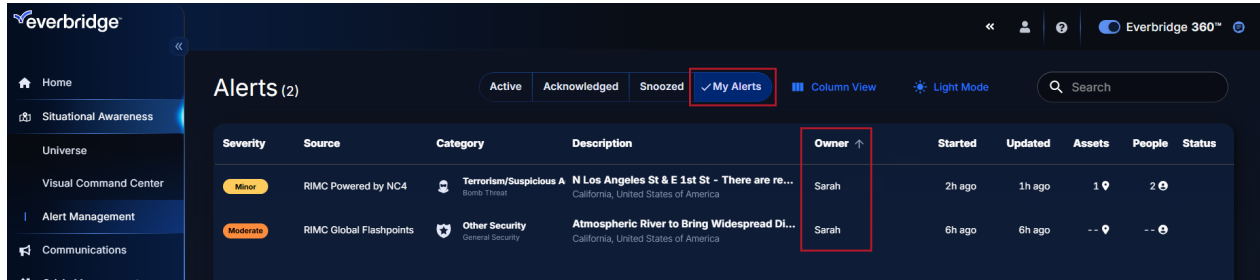 everbridge™
Everbridge 360™
Home
Situational Awareness
Universe
Visual Command Center
Alert Management
Communications
Alerts (2)
Active Acknowledged Snoozed My Alerts Column View Light Mode Search
Severity Source Category Description Owner Started Updated Assets People Status
Minor RIMC Powered by NC4 Terrorism/Suspicious A N Los Angeles St & E 1st St - There are re... Sarah 2h ago 1h ago 1 2
Bomb Threat California, United States of America
Moderate RIMC Global Flashpoints Other Security Atmospheric River to Bring Widespread Di... Sarah 6h ago 6h ago -- --
General Security California, United States of America